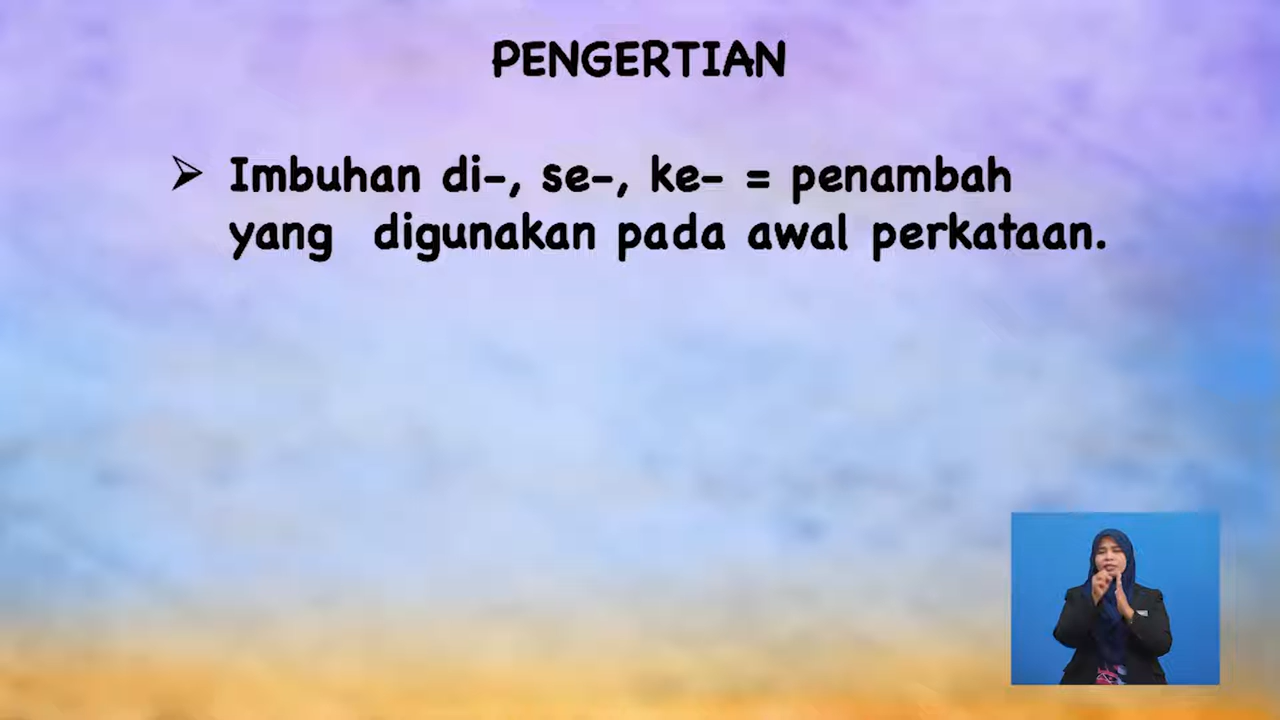 PENGERTIAN
➢ Imbuhan di-, se-, ke- = penambah
yang digunakan pada awal perkataan.